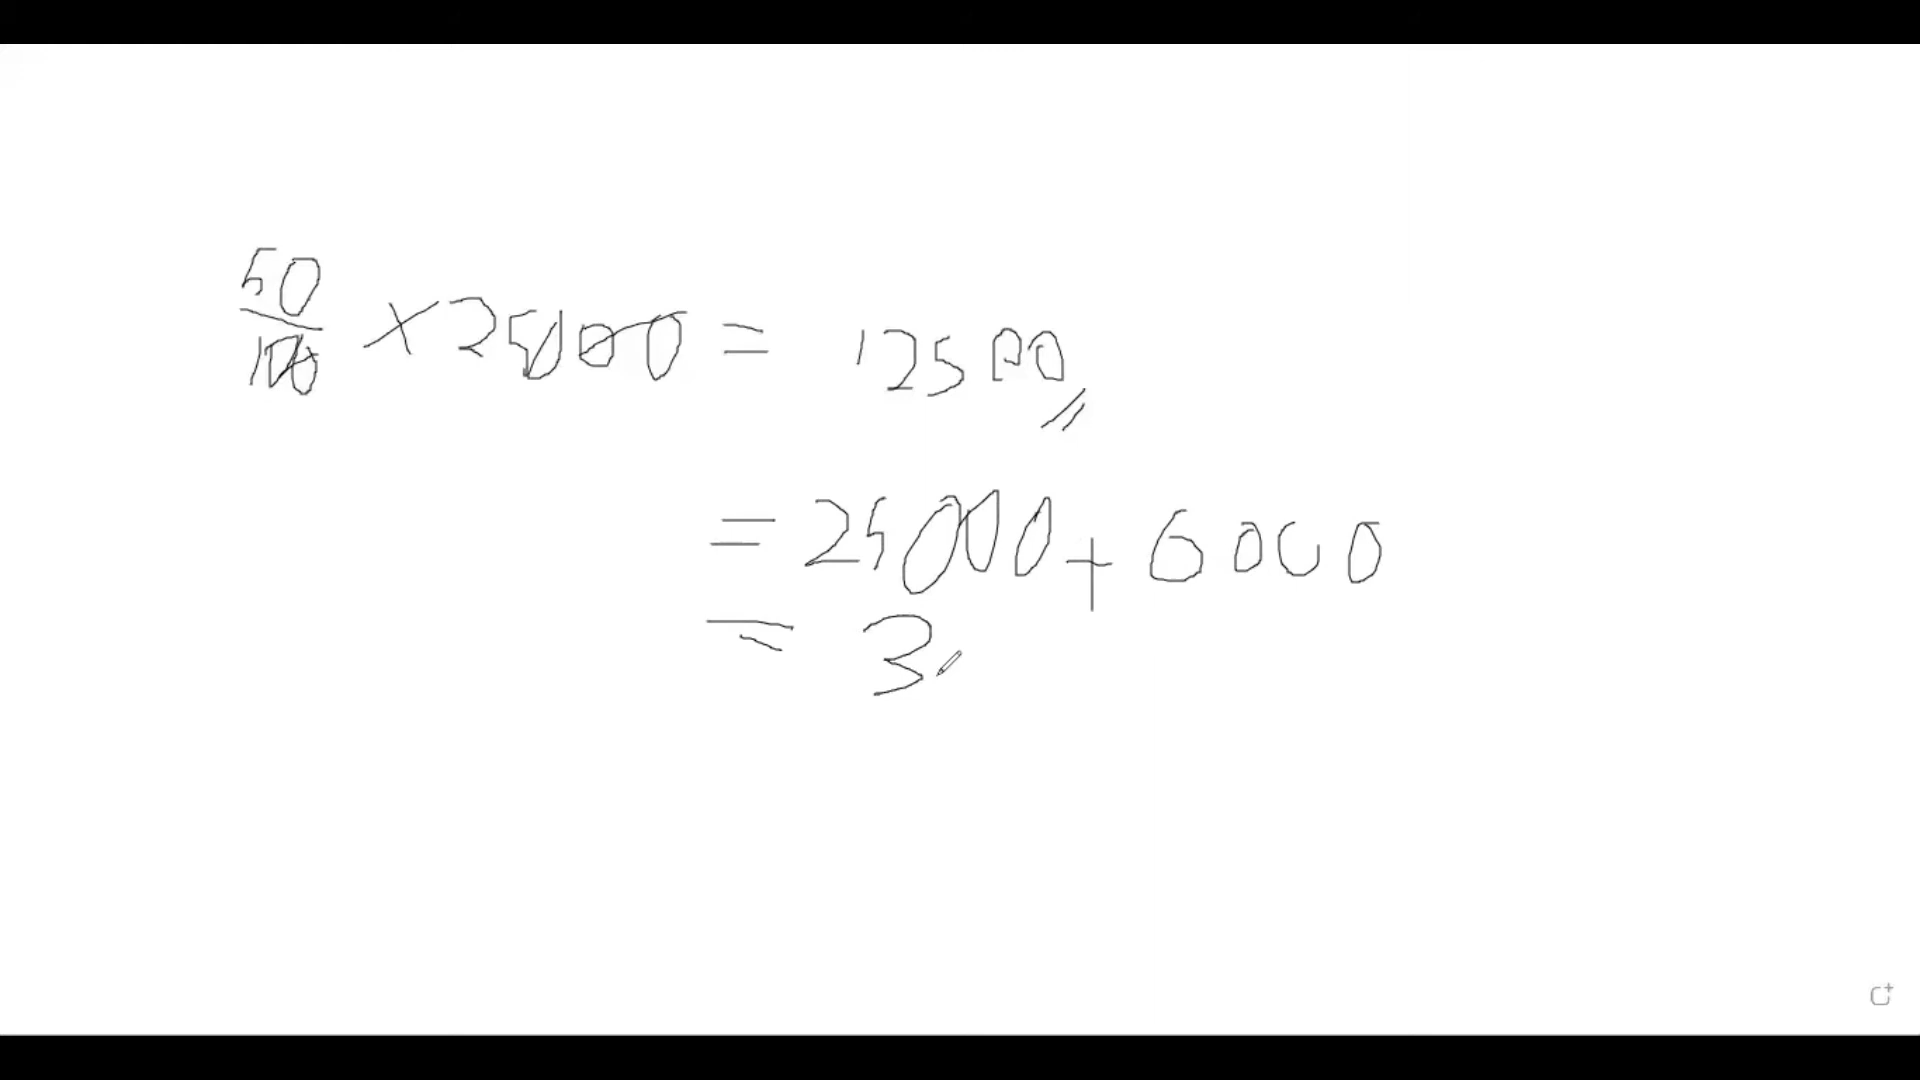 50/100 × 25000 = 12500
= 25000 + 6000
= 3